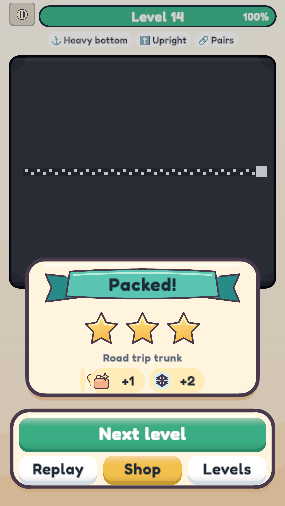 Level 14
100%
Heavy bottom Upright Pairs
Packed!
Road trip trunk
+1 +2
Next level
Replay Shop Levels